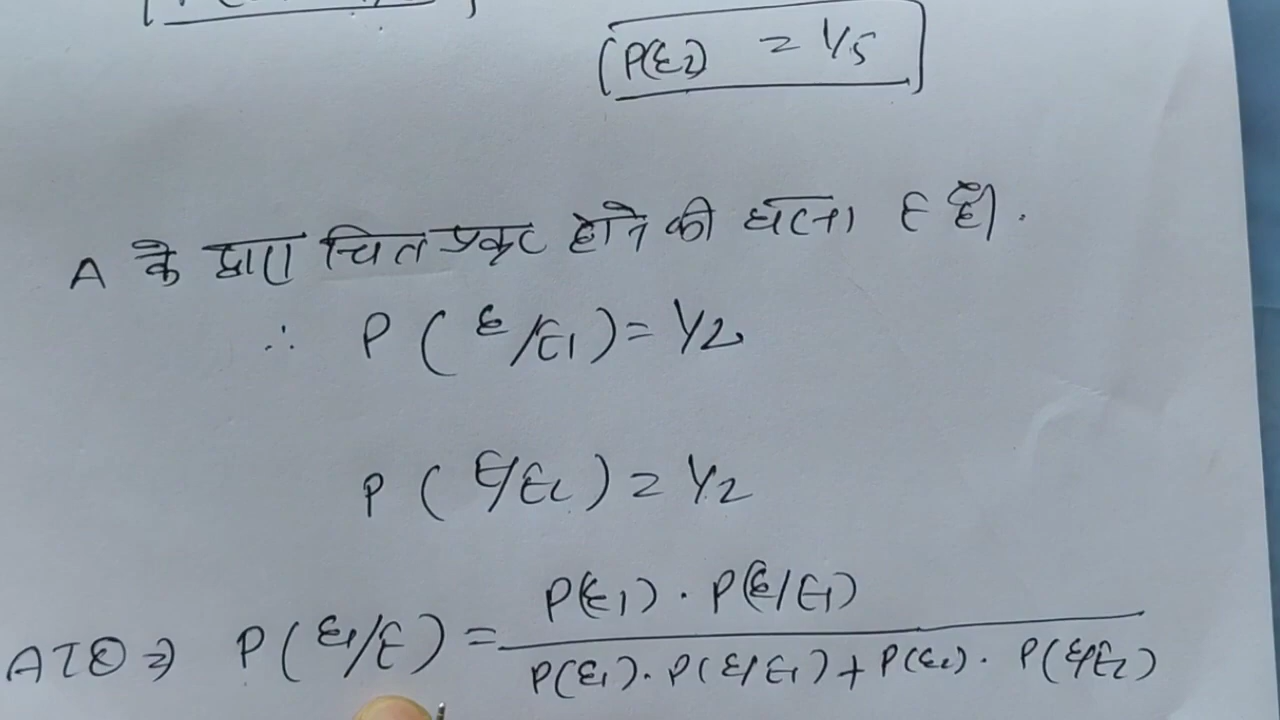 P(E2) = 1/5
A के द्वारा चित प्रकट होने की घटना E है।.
∴ P(E/E1) = 1/2
P(E/E2) = 1/2
ATQ ⇒ P(E1/E) = P(E1) . P(E/E1)
P(E1) . P(E/E1) + P(E2) . P(E/E2)